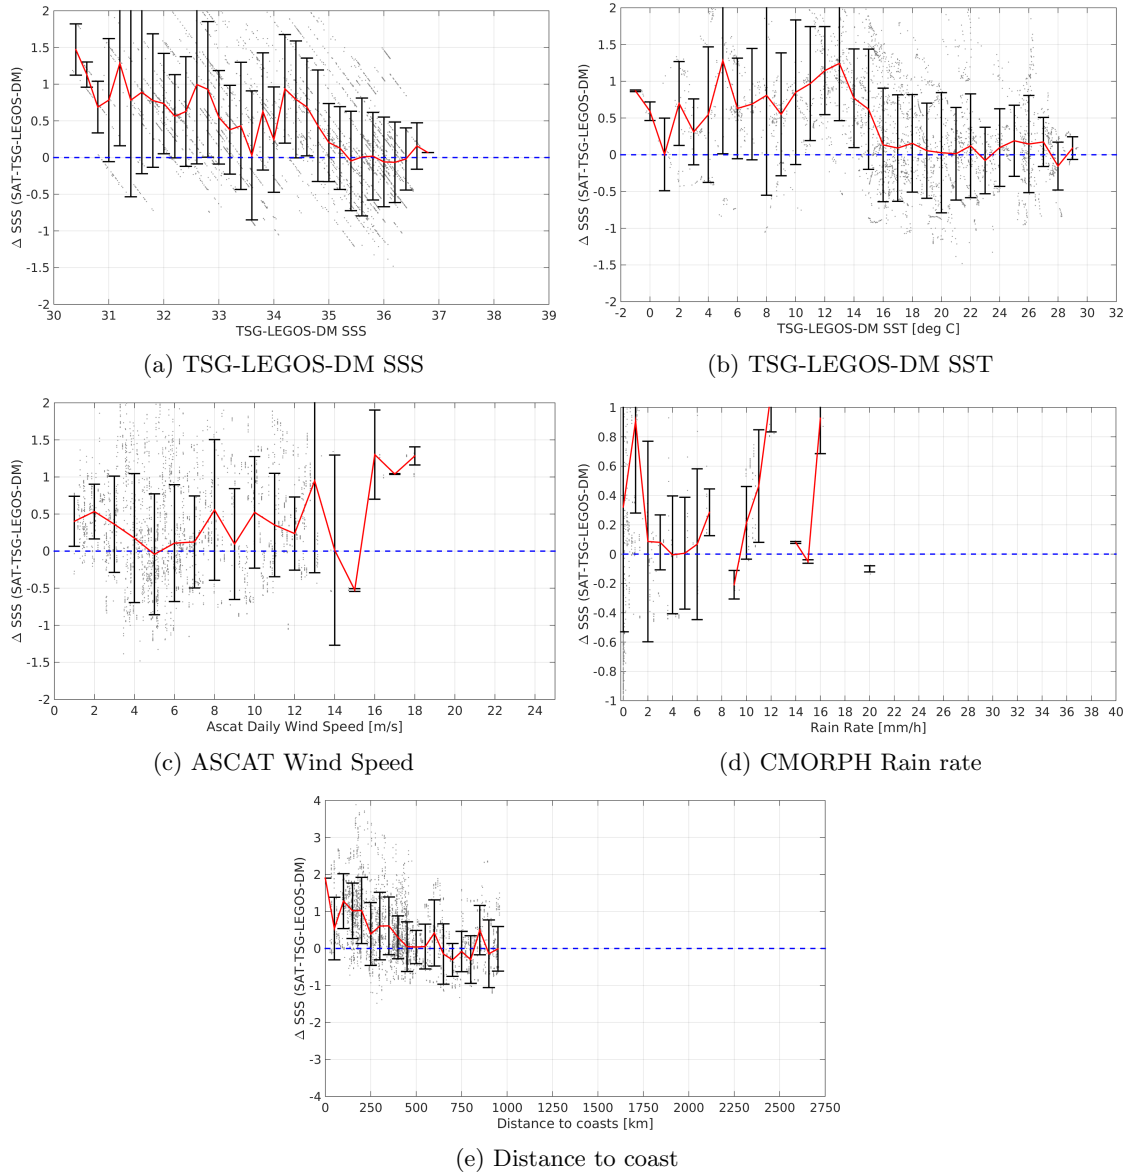 2
1.5
1
0.5
0
-0.5
-1
-1.5
-2
Δ SSS (SAT-TSG-LEGOS-DM)
30 31 32 33 34 35 36 37 38 39
TSG-LEGOS-DM SSS
(a) TSG-LEGOS-DM SSS
2
1.5
1
0.5
0
-0.5
-1
-1.5
-2
Δ SSS (SAT-TSG-LEGOS-DM)
-2 0 2 4 6 8 10 12 14 16 18 20 22 24 26 28 30 32
TSG-LEGOS-DM SST [deg C]
(b) TSG-LEGOS-DM SST
2
1.5
1
0.5
0
-0.5
-1
-1.5
-2
Δ SSS (SAT-TSG-LEGOS-DM)
0 2 4 6 8 10 12 14 16 18 20 22 24
Ascat Daily Wind Speed [m/s]
(c) ASCAT Wind Speed
1
0.8
0.6
0.4
0.2
0
-0.2
-0.4
-0.6
-0.8
-1
Δ SSS (SAT-TSG-LEGOS-DM)
0 2 4 6 8 10 12 14 16 18 20 22 24 26 28 30 32 34 36 38 40
Rain Rate [mm/h]
(d) CMORPH Rain rate
4
3
2
1
0
-1
-2
-3
-4
Δ SSS (SAT-TSG-LEGOS-DM)
0 250 500 750 1000 1250 1500 1750 2000 2250 2500 2750
Distance to coasts [km]
(e) Distance to coast